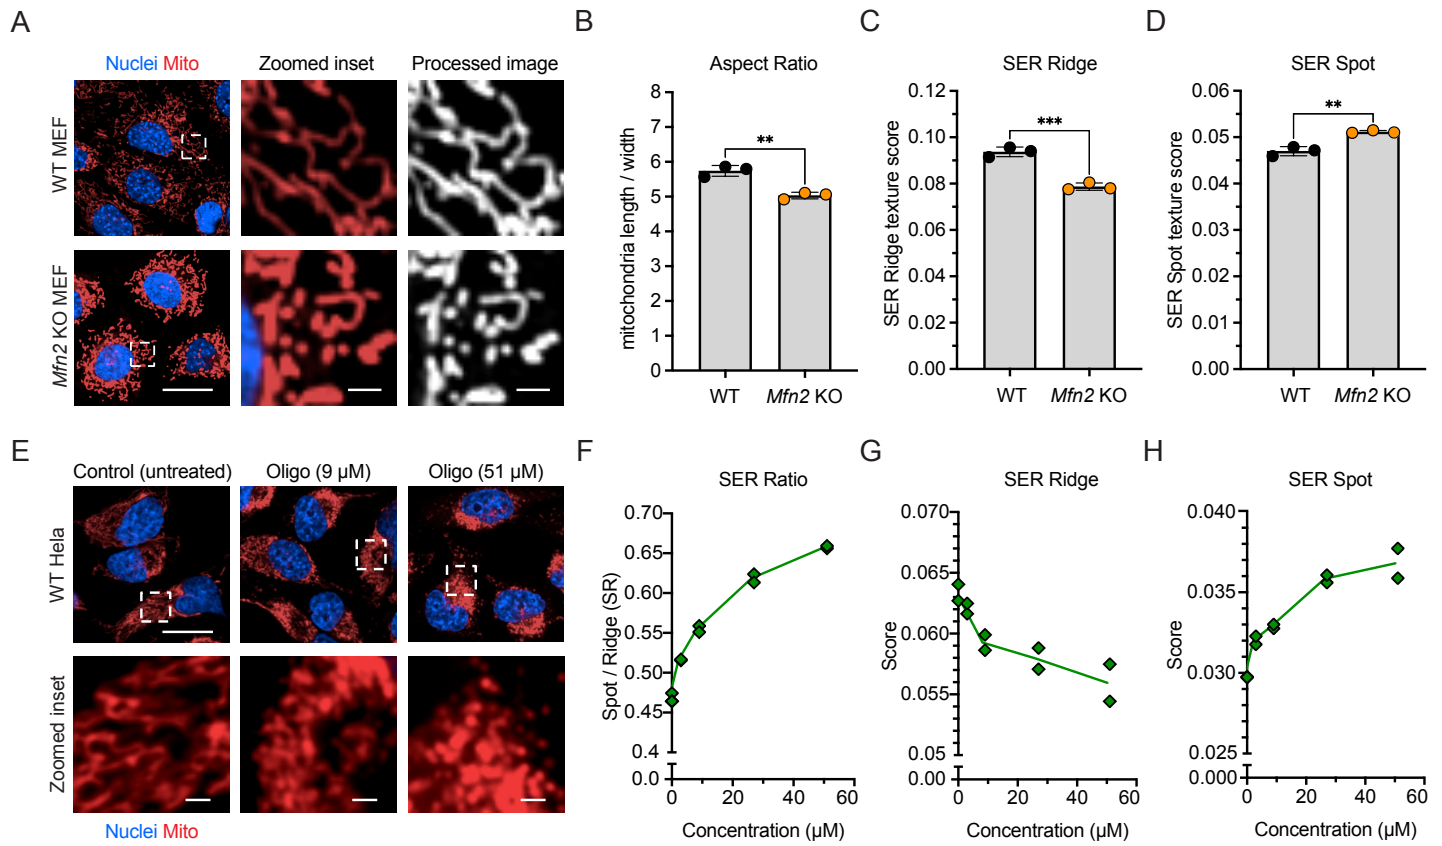 A
Nuclei Mito
Zoomed inset
Processed image
WT MEF
Mfn2 KO MEF
B
Aspect Ratio
mitochondria length / width
8
7
6
5
4
3
2
1
0
**
WT
Mfn2 KO
C
SER Ridge
SER Ridge texture score
0.12
0.10
0.08
0.06
0.04
0.02
0.00
***
WT
Mfn2 KO
D
SER Spot
SER Spot texture score
0.06
0.05
0.04
0.03
0.02
0.01
0.00
**
WT
Mfn2 KO
E
Control (untreated)
Oligo (9 µM)
Oligo (51 µM)
WT Hela
Zoomed inset
Nuclei Mito
F
SER Ratio
Spot / Ridge (SR)
0.70
0.65
0.60
0.55
0.50
0.45
0.4
0.0
0
20
40
60
Concentration (µM)
G
SER Ridge
Score
0.070
0.065
0.060
0.055
0.05
0.00
0
20
40
60
Concentration (µM)
H
SER Spot
Score
0.040
0.035
0.030
0.025
0.000
0
20
40
60
Concentration (µM)